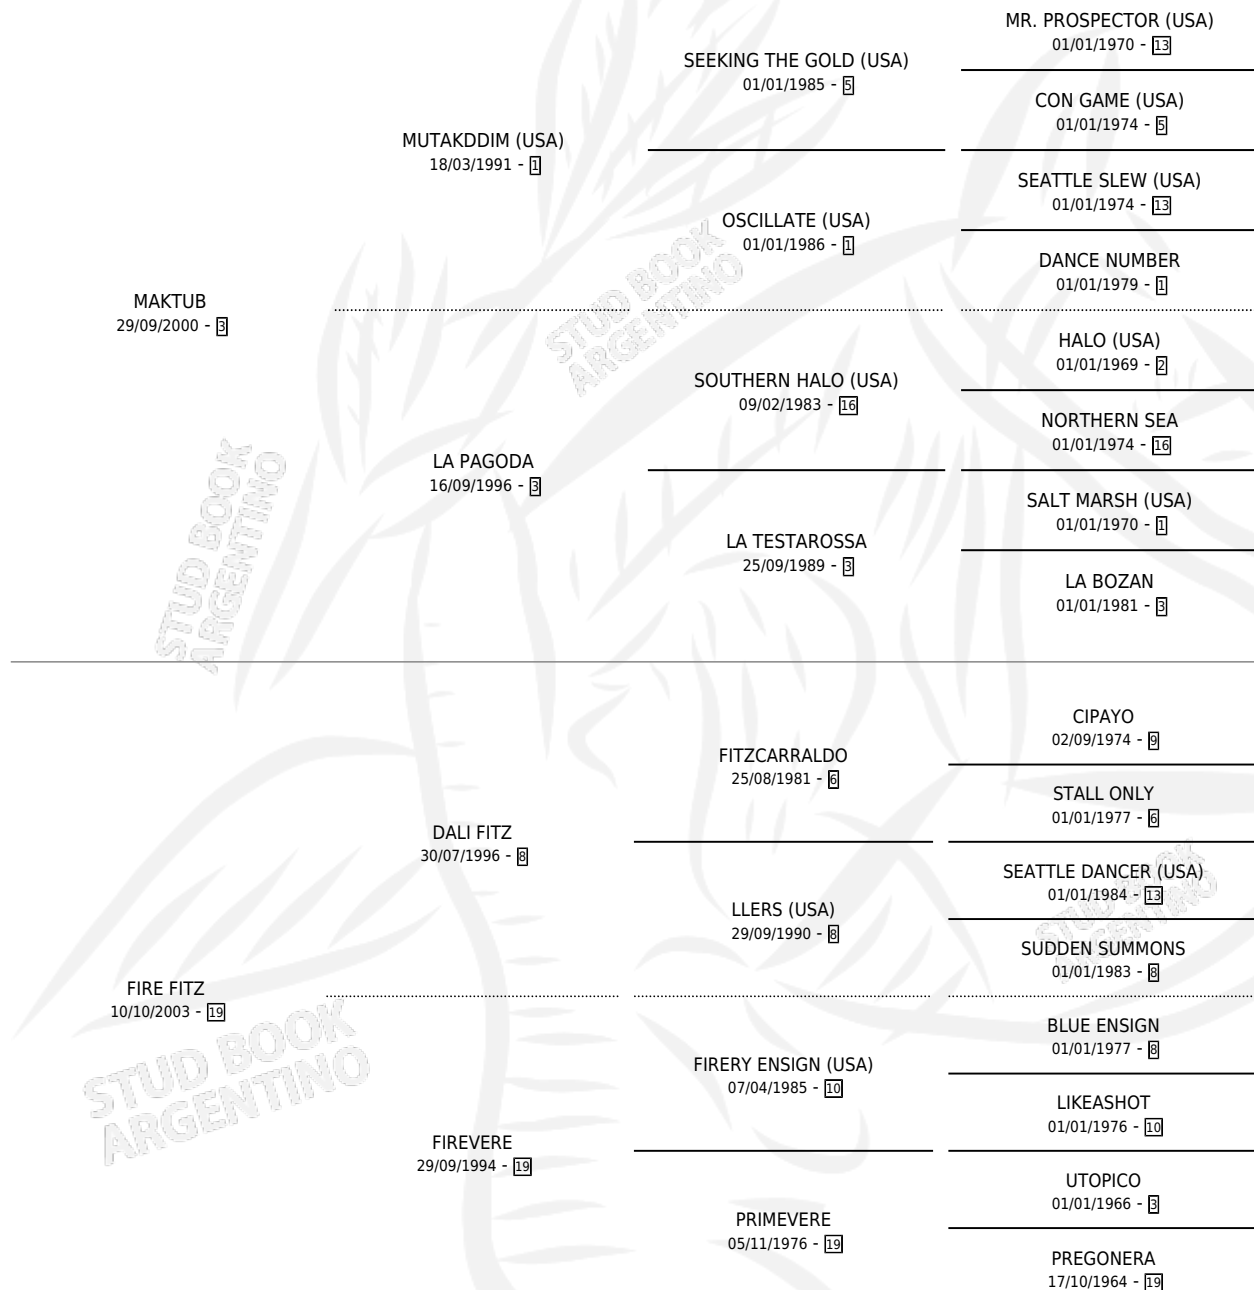 MR. PROSPECTOR (USA)
01/01/1970 - 13
SEEKING THE GOLD (USA)
01/01/1985 - 5
CON GAME (USA)
01/01/1974 - 5
MUTAKDDIM (USA)
18/03/1991 - 1
SEATTLE SLEW (USA)
01/01/1974 - 13
OSCILLATE (USA)
01/01/1986 - 1
DANCE NUMBER
01/01/1979 - 1
MAKTUB
29/09/2000 - 3
HALO (USA)
01/01/1969 - 2
SOUTHERN HALO (USA)
09/02/1983 - 16
NORTHERN SEA
01/01/1974 - 16
LA PAGODA
16/09/1996 - 3
SALT MARSH (USA)
01/01/1970 - 1
LA TESTAROSSA
25/09/1989 - 3
LA BOZAN
01/01/1981 - 3
CIPAYO
02/09/1974 - 9
FITZCARRALDO
25/08/1981 - 6
STALL ONLY
01/01/1977 - 6
DALI FITZ
30/07/1996 - 8
SEATTLE DANCER (USA)
01/01/1984 - 13
LLERS (USA)
29/09/1990 - 8
SUDDEN SUMMONS
01/01/1983 - 8
FIRE FITZ
10/10/2003 - 19
BLUE ENSIGN
01/01/1977 - 8
FIRERY ENSIGN (USA)
07/04/1985 - 10
LIKEASHOT
01/01/1976 - 10
FIREVERE
29/09/1994 - 19
UTOPICO
01/01/1966 - 3
PRIMEVERE
05/11/1976 - 19
PREGONERA
17/10/1964 - 19
STUD BOOK
ARGENTINO
STUD BOOK
ARGENTINO
STUD BOOK
ARGENTINO
STUD BOOK
ARGENTINO